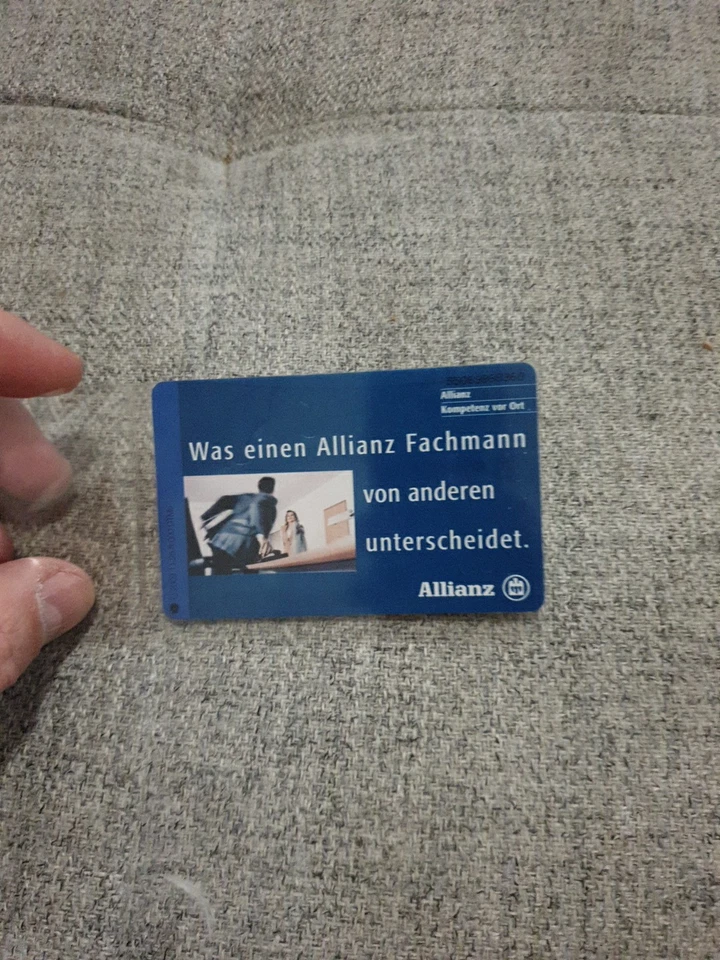 Allianz
Kompetenz vor Ort
Was einen Allianz Fachmann
von anderen
unterscheidet.
Allianz